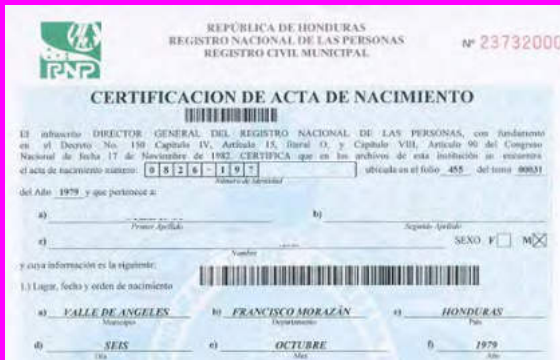 RNP
REPÚBLICA DE HONDURAS
REGISTRO NACIONAL DE LAS PERSONAS
REGISTRO CIVIL MUNICIPAL
Nº 23732000
CERTIFICACION DE ACTA DE NACIMIENTO
El infrascrito DIRECTOR GENERAL DEL REGISTRO NACIONAL DE LAS PERSONAS, con fundamento
en el Decreto No. 150 Capitulo IV, Articulo 15, literal O, y Capitulo VIII, Articulo 90 del Congreso
Nacional de fecha 17 de Noviembre de 1982. CERTIFICA que en los archivos de esta institución se encuentra
el acta de nacimiento número: 0826-197 ubicada en el folio 455 del tomo 00031
Número de Identidad
del Año 1979 y que pertenece a:
a) b)
Primer Apellido Segundo Apellido
c) SEXO F M
Nombre
y cuya información es la siguiente:
1.) Lugar, fecha y orden de nacimiento
a) VALLE DE ANGELES b) FRANCISCO MORAZÁN c) HONDURAS
Municipio Departamento País
d) SEIS e) OCTUBRE f) 1979
Día Mes Año